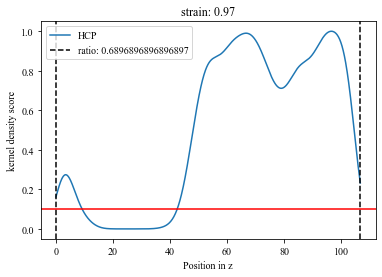 strain: 0.97
HCP
ratio: 0.6896896896896897
kernel density score
1.0
0.8
0.6
0.4
0.2
0.0
0 20 40 60 80 100
Position in z